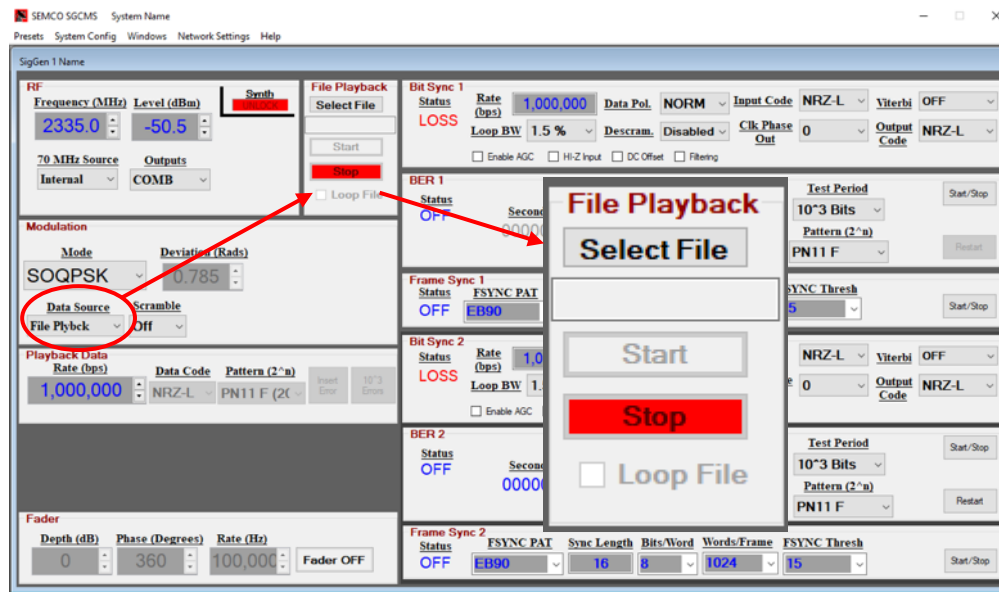 SEMCO SGCMS System Name
Presets System Config Windows Network Settings Help
SigGen 1 Name
RF
Frequency (MHz) Level (dBm) Synth
UNLOCK
2335.0 -50.5
70 MHz Source Outputs
Internal COMB
File Playback
Select File
Start
Stop
Loop File
Modulation
Mode Deviation (Rads)
SOQPSK 0.785
Data Source Scramble
File Plybck Off
Playback Data
Rate (bps) Data Code Pattern (2^n)
1,000,000 NRZ-L PN11 F (2(
Insert Error 10^3 Errors
Fader
Depth (dB) Phase (Degrees) Rate (Hz)
0 360 100,000 Fader OFF
Bit Sync 1
Status Rate (bps) 1,000,000 Data Pol. NORM Input Code NRZ-L Viterbi OFF
LOSS Loop BW 1.5 % Descram. Disabled Clk Phase Out 0 Output Code NRZ-L
Enable AGC HI-Z Input DC Offset Filtering
BER 1
Status Test Period Start/Stop
OFF Second 10^3 Bits
Pattern (2^n)
PN11 F Restart
Frame Sync 1
Status FSYNC PAT SYNC Thresh
OFF EB90 5 Start/Stop
Bit Sync 2
Status Rate (bps) 1,0 NRZ-L Viterbi OFF
LOSS Loop BW 1. 0 Output Code NRZ-L
Enable AGC
BER 2
Status Test Period Start/Stop
OFF Second 10^3 Bits
0000 Pattern (2^n)
PN11 F Restart
Frame Sync 2
Status FSYNC PAT Sync Length Bits/Word Words/Frame FSYNC Thresh
OFF EB90 16 8 1024 15 Start/Stop
File Playback
Select File
Start
Stop
Loop File